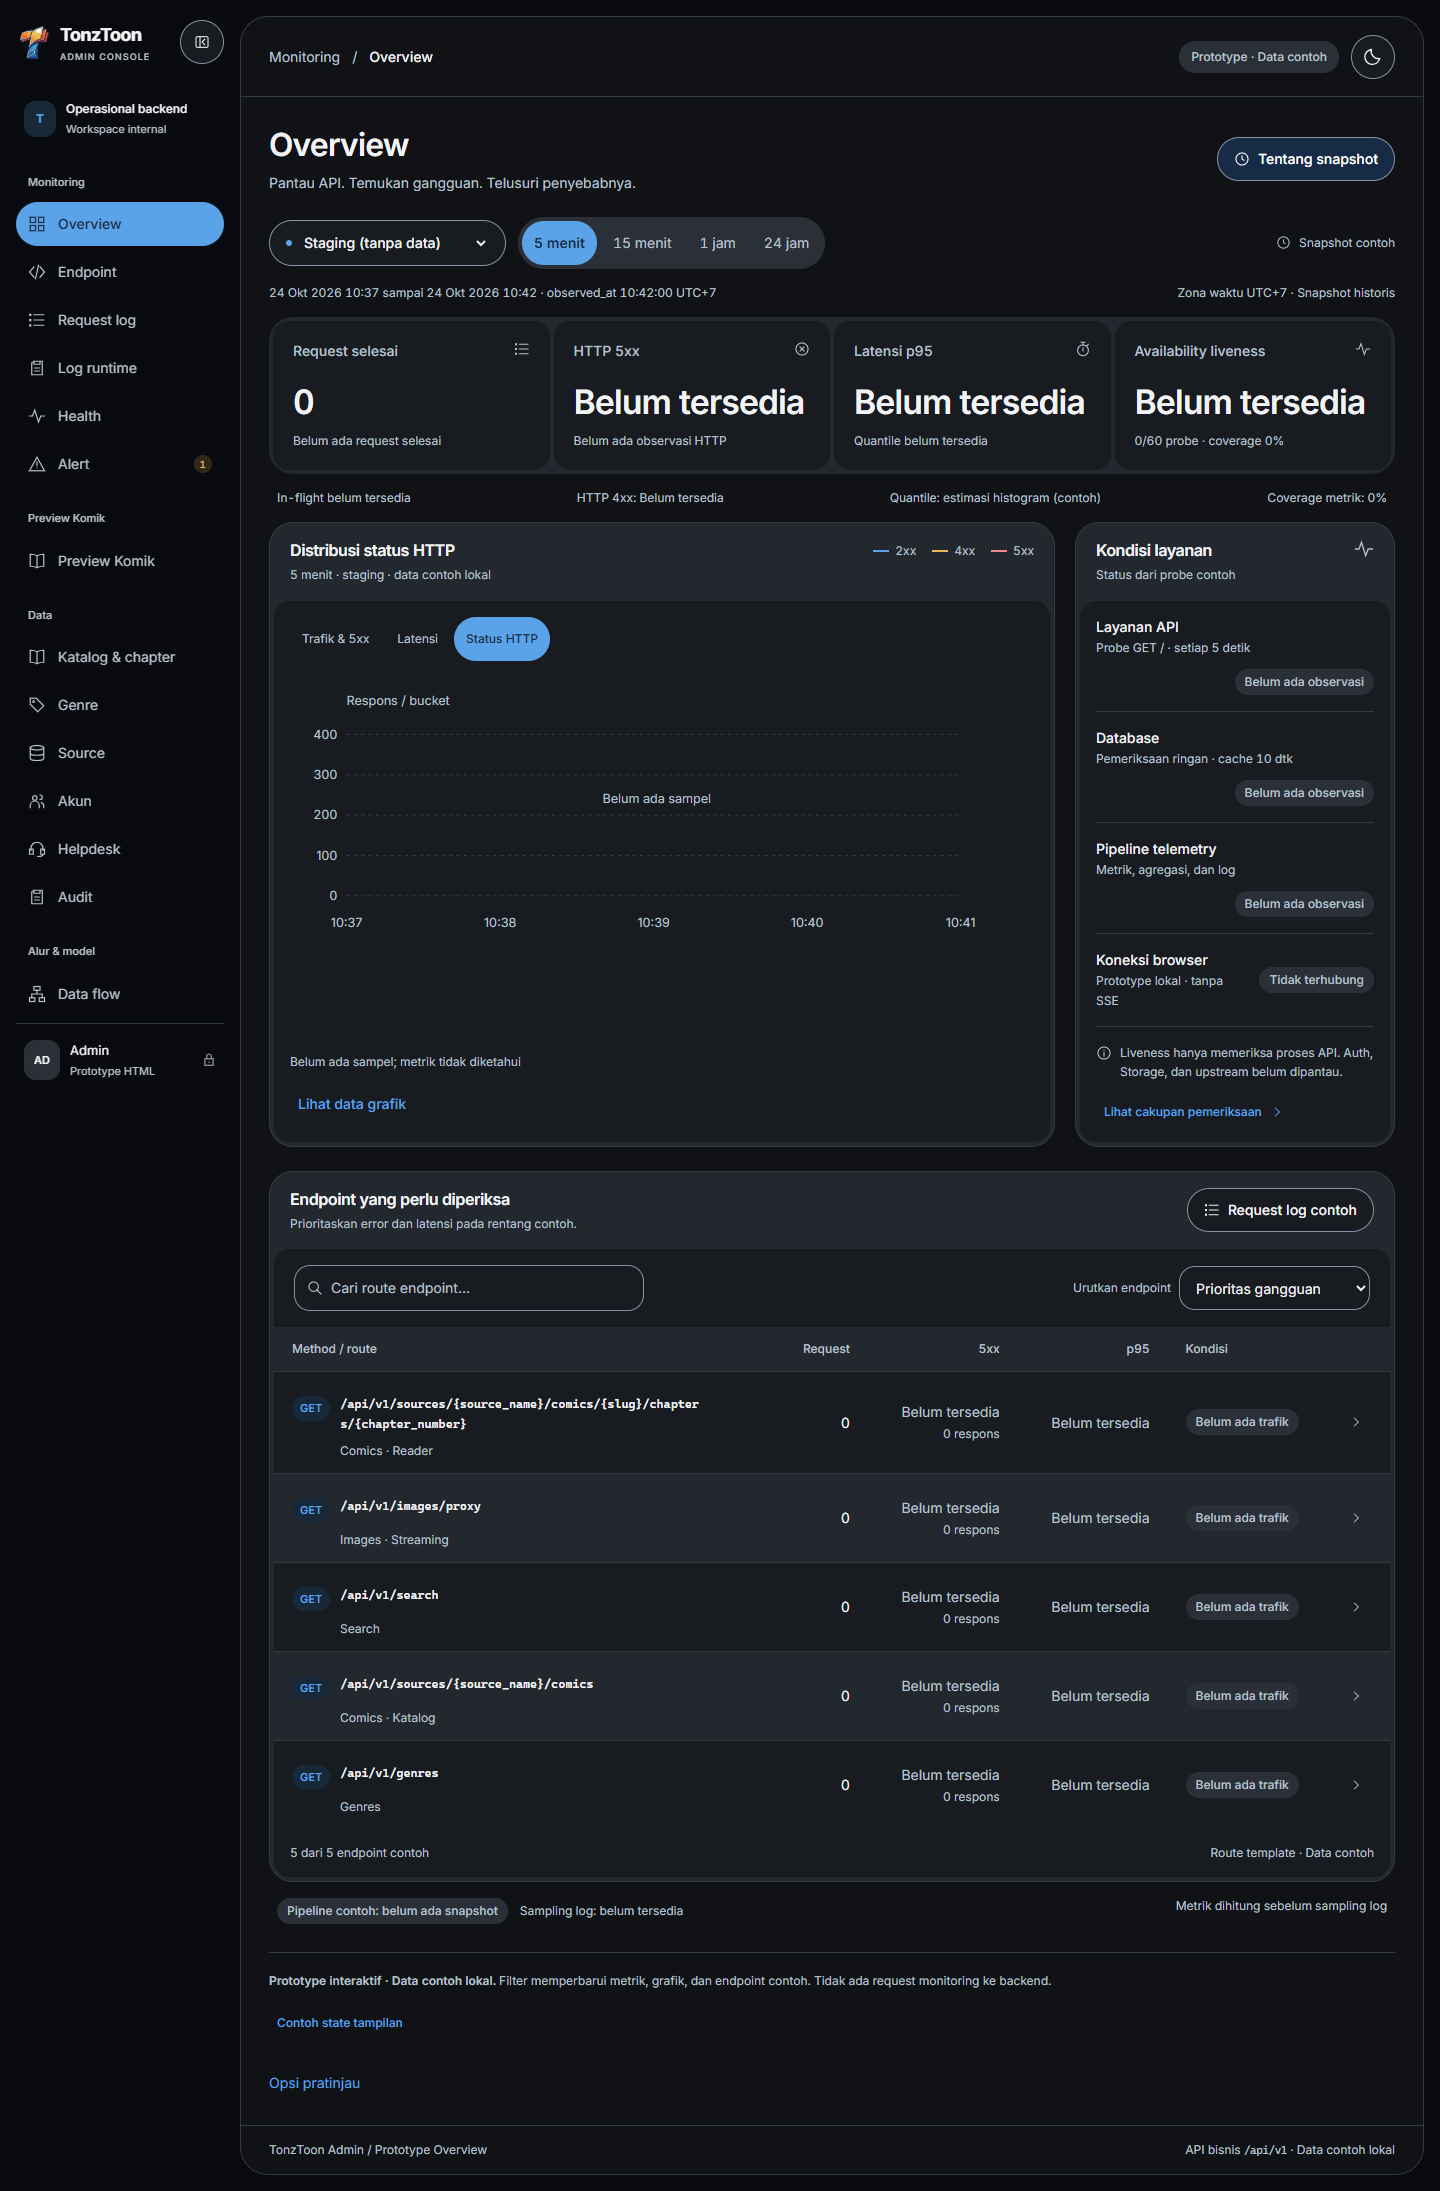 TonzToon
ADMIN CONSOLE
T
Operasional backend
Workspace internal
Monitoring
Overview
Endpoint
Request log
Log runtime
Health
Alert
1
Preview Komik
Preview Komik
Data
Katalog & chapter
Genre
Source
Akun
Helpdesk
Audit
Alur & model
Data flow
AD
Admin
Prototype HTML
Monitoring / Overview
Prototype · Data contoh
Overview
Pantau API. Temukan gangguan. Telusuri penyebabnya.
Tentang snapshot
Staging (tanpa data)
5 menit
15 menit
1 jam
24 jam
Snapshot contoh
24 Okt 2026 10:37 sampai 24 Okt 2026 10:42 · observed_at 10:42:00 UTC+7
Zona waktu UTC+7 · Snapshot historis
Request selesai
0
Belum ada request selesai
HTTP 5xx
Belum tersedia
Belum ada observasi HTTP
Latensi p95
Belum tersedia
Quantile belum tersedia
Availability liveness
Belum tersedia
0/60 probe · coverage 0%
In-flight belum tersedia
HTTP 4xx: Belum tersedia
Quantile: estimasi histogram (contoh)
Coverage metrik: 0%
Distribusi status HTTP
5 menit · staging · data contoh lokal
2xx
4xx
5xx
Trafik & 5xx
Latensi
Status HTTP
Respons / bucket
400
300
200
100
0
Belum ada sampel
10:37
10:38
10:39
10:40
10:41
Belum ada sampel; metrik tidak diketahui
Lihat data grafik
Kondisi layanan
Status dari probe contoh
Layanan API
Probe GET / · setiap 5 detik
Belum ada observasi
Database
Pemeriksaan ringan · cache 10 dtk
Belum ada observasi
Pipeline telemetry
Metrik, agregasi, dan log
Belum ada observasi
Koneksi browser
Prototype lokal · tanpa
SSE
Tidak terhubung
Liveness hanya memeriksa proses API. Auth,
Storage, dan upstream belum dipantau.
Lihat cakupan pemeriksaan
Endpoint yang perlu diperiksa
Prioritaskan error dan latensi pada rentang contoh.
Request log contoh
Cari route endpoint...
Urutkan endpoint
Prioritas gangguan
Method / route
Request
5xx
p95
Kondisi
GET
/api/v1/sources/{source_name}/comics/{slug}/chapter
s/{chapter_number}
Comics · Reader
0
Belum tersedia
0 respons
Belum tersedia
Belum ada trafik
GET
/api/v1/images/proxy
Images · Streaming
0
Belum tersedia
0 respons
Belum tersedia
Belum ada trafik
GET
/api/v1/search
Search
0
Belum tersedia
0 respons
Belum tersedia
Belum ada trafik
GET
/api/v1/sources/{source_name}/comics
Comics · Katalog
0
Belum tersedia
0 respons
Belum tersedia
Belum ada trafik
GET
/api/v1/genres
Genres
0
Belum tersedia
0 respons
Belum tersedia
Belum ada trafik
5 dari 5 endpoint contoh
Route template · Data contoh
Pipeline contoh: belum ada snapshot
Sampling log: belum tersedia
Metrik dihitung sebelum sampling log
Prototype interaktif · Data contoh lokal. Filter memperbarui metrik, grafik, dan endpoint contoh. Tidak ada request monitoring ke backend.
Contoh state tampilan
Opsi pratinjau
TonzToon Admin / Prototype Overview
API bisnis /api/v1 · Data contoh lokal